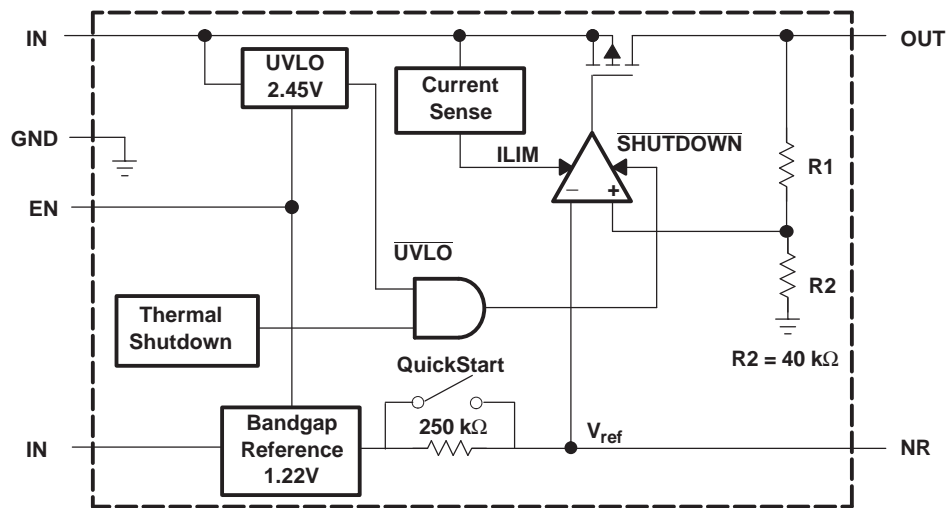 IN
OUT
UVLO
2.45V
Current
Sense
GND
SHUTDOWN
ILIM
R1
− +
EN
UVLO
R2
Thermal
Shutdown
R2 = 40 kΩ
QuickStart
250 kΩ
Bandgap
Reference
1.22V
Vref
IN
NR